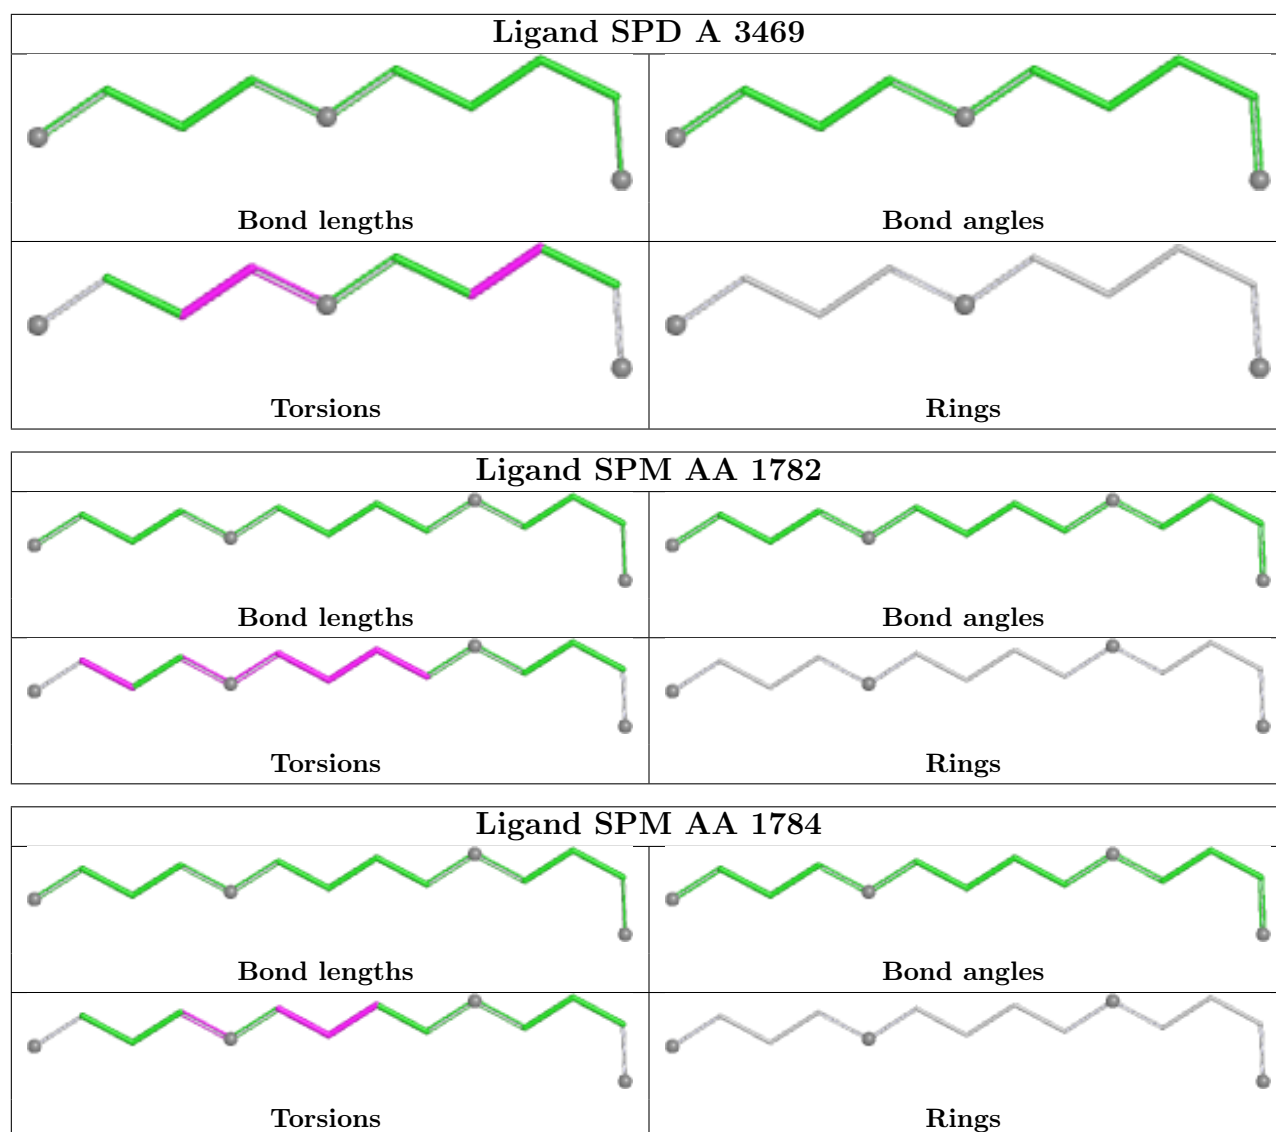 Ligand SPD A 3469
Bond lengths
Bond angles
Torsions
Rings
Ligand SPM AA 1782
Bond lengths
Bond angles
Torsions
Rings
Ligand SPM AA 1784
Bond lengths
Bond angles
Torsions
Rings